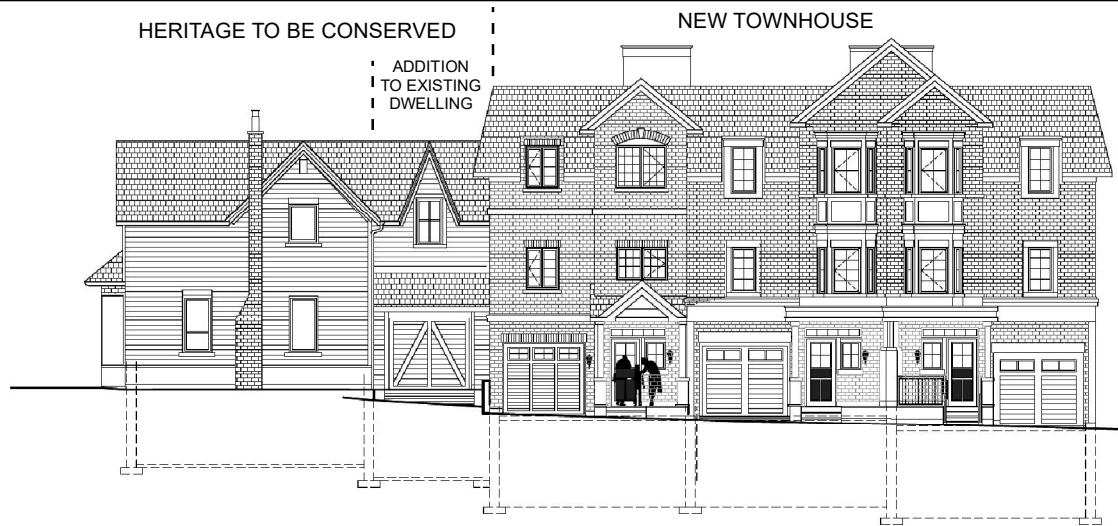 HERITAGE TO BE CONSERVED
NEW TOWNHOUSE
ADDITION
TO EXISTING
DWELLING